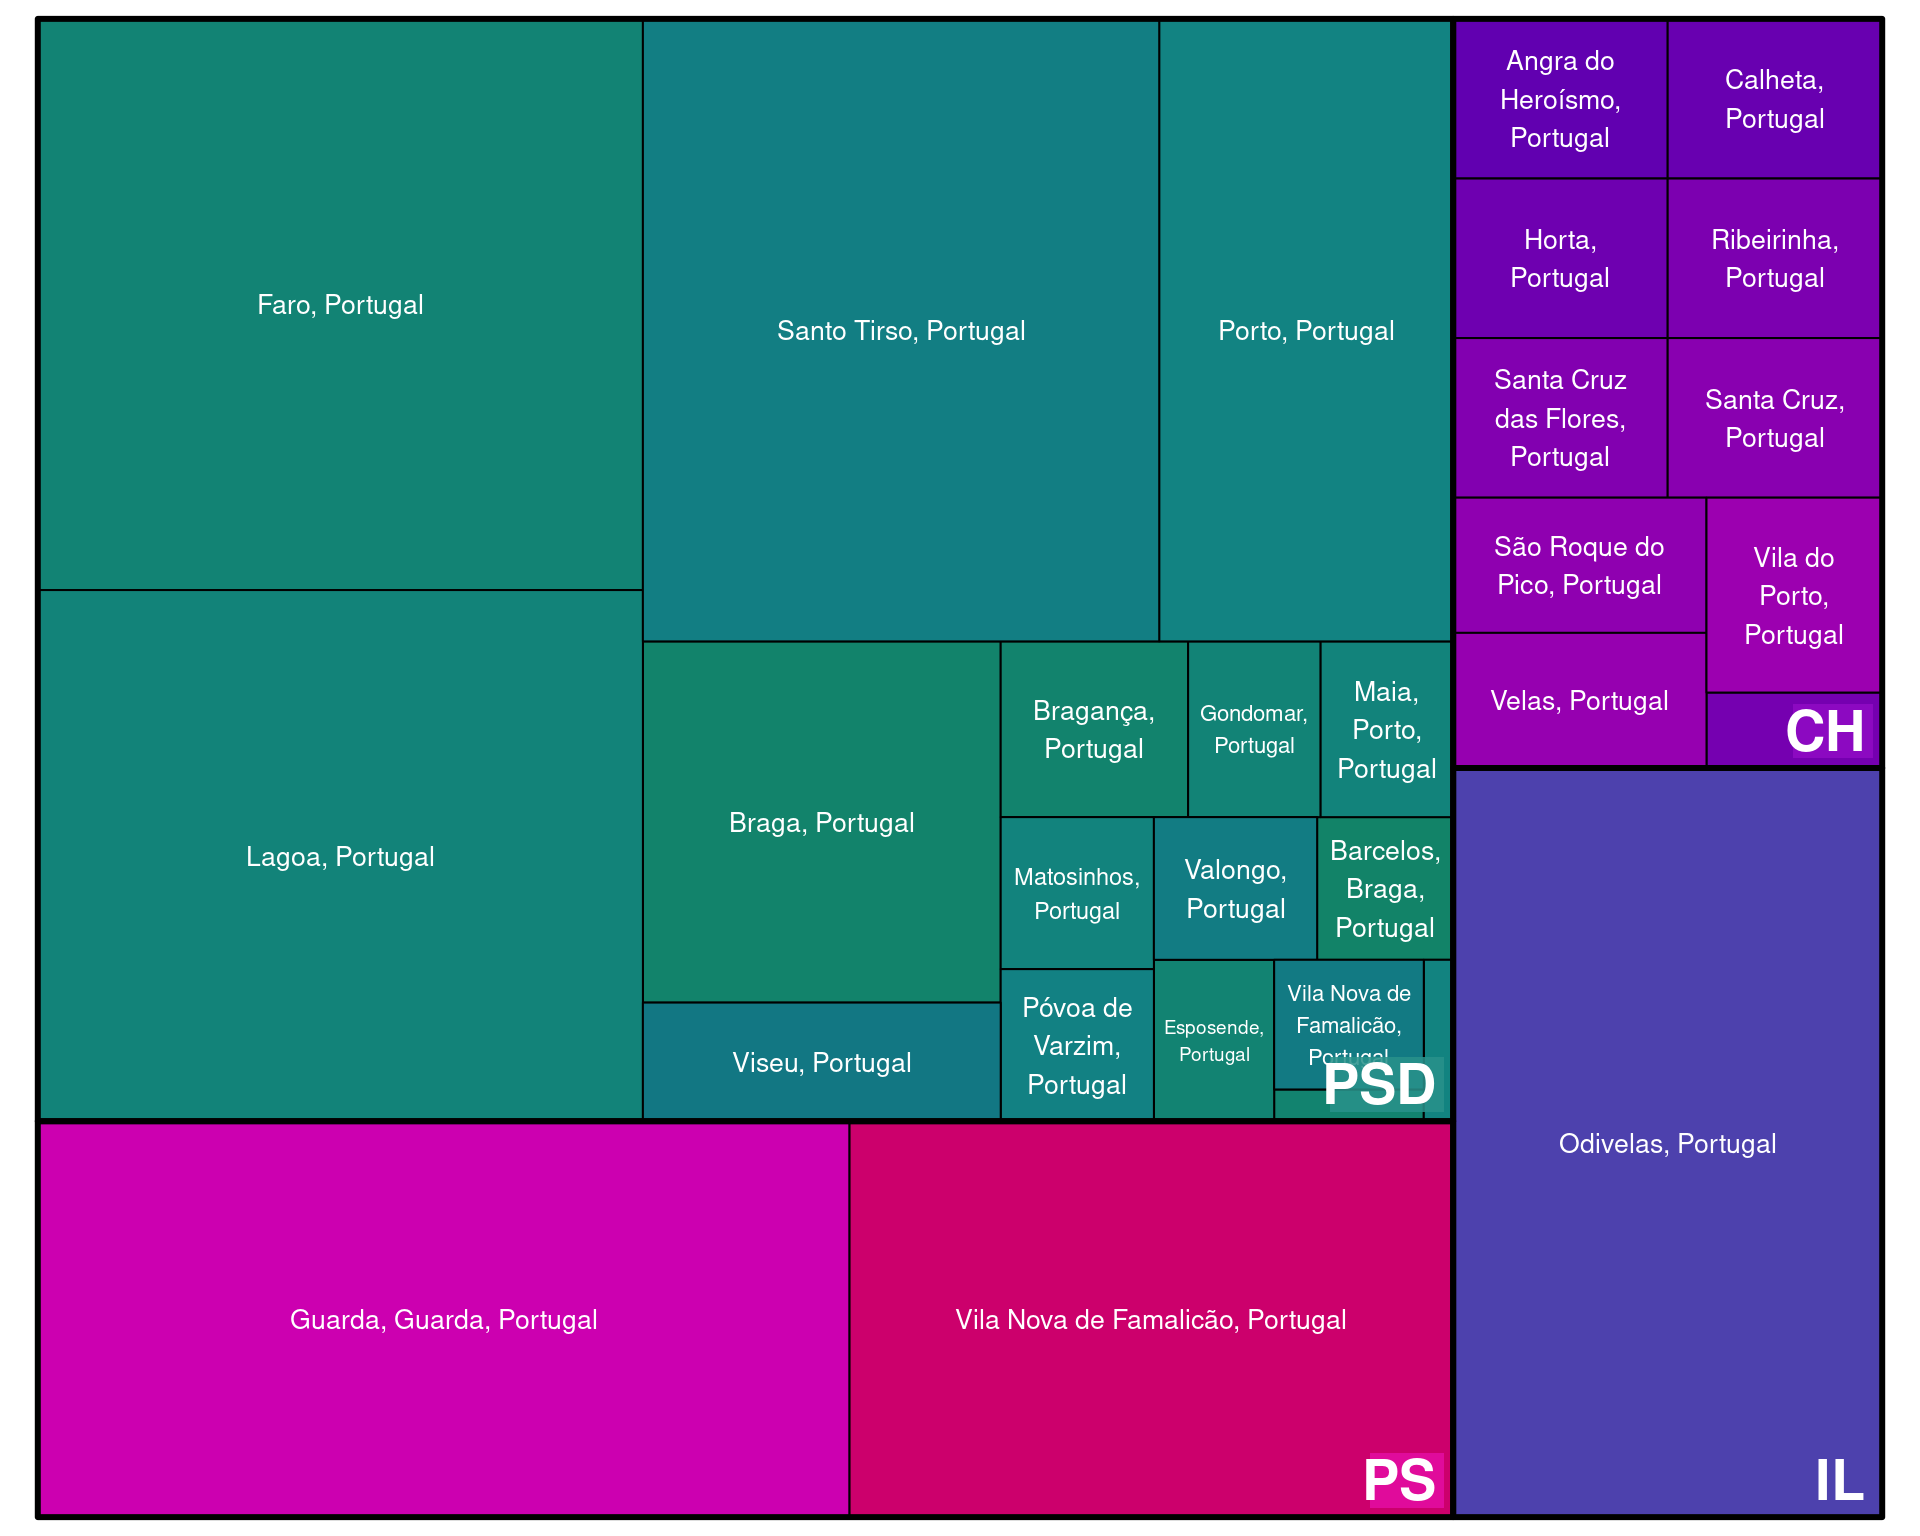 Faro, Portugal
Santo Tirso, Portugal
Porto, Portugal
Lagoa, Portugal
Braga, Portugal
Bragança,
Portugal
Gondomar,
Portugal
Maia,
Porto,
Portugal
Matosinhos,
Portugal
Valongo,
Portugal
Barcelos,
Braga,
Portugal
Viseu, Portugal
Póvoa de
Varzim,
Portugal
Esposende,
Portugal
Vila Nova de
Famalicão,
Portugal
PSD
Guarda, Guarda, Portugal
Vila Nova de Famalicão, Portugal
PS
Angra do
Heroísmo,
Portugal
Calheta,
Portugal
Horta,
Portugal
Ribeirinha,
Portugal
Santa Cruz
das Flores,
Portugal
Santa Cruz,
Portugal
São Roque do
Pico, Portugal
Vila do
Porto,
Portugal
Velas, Portugal
CH
Odivelas, Portugal
IL